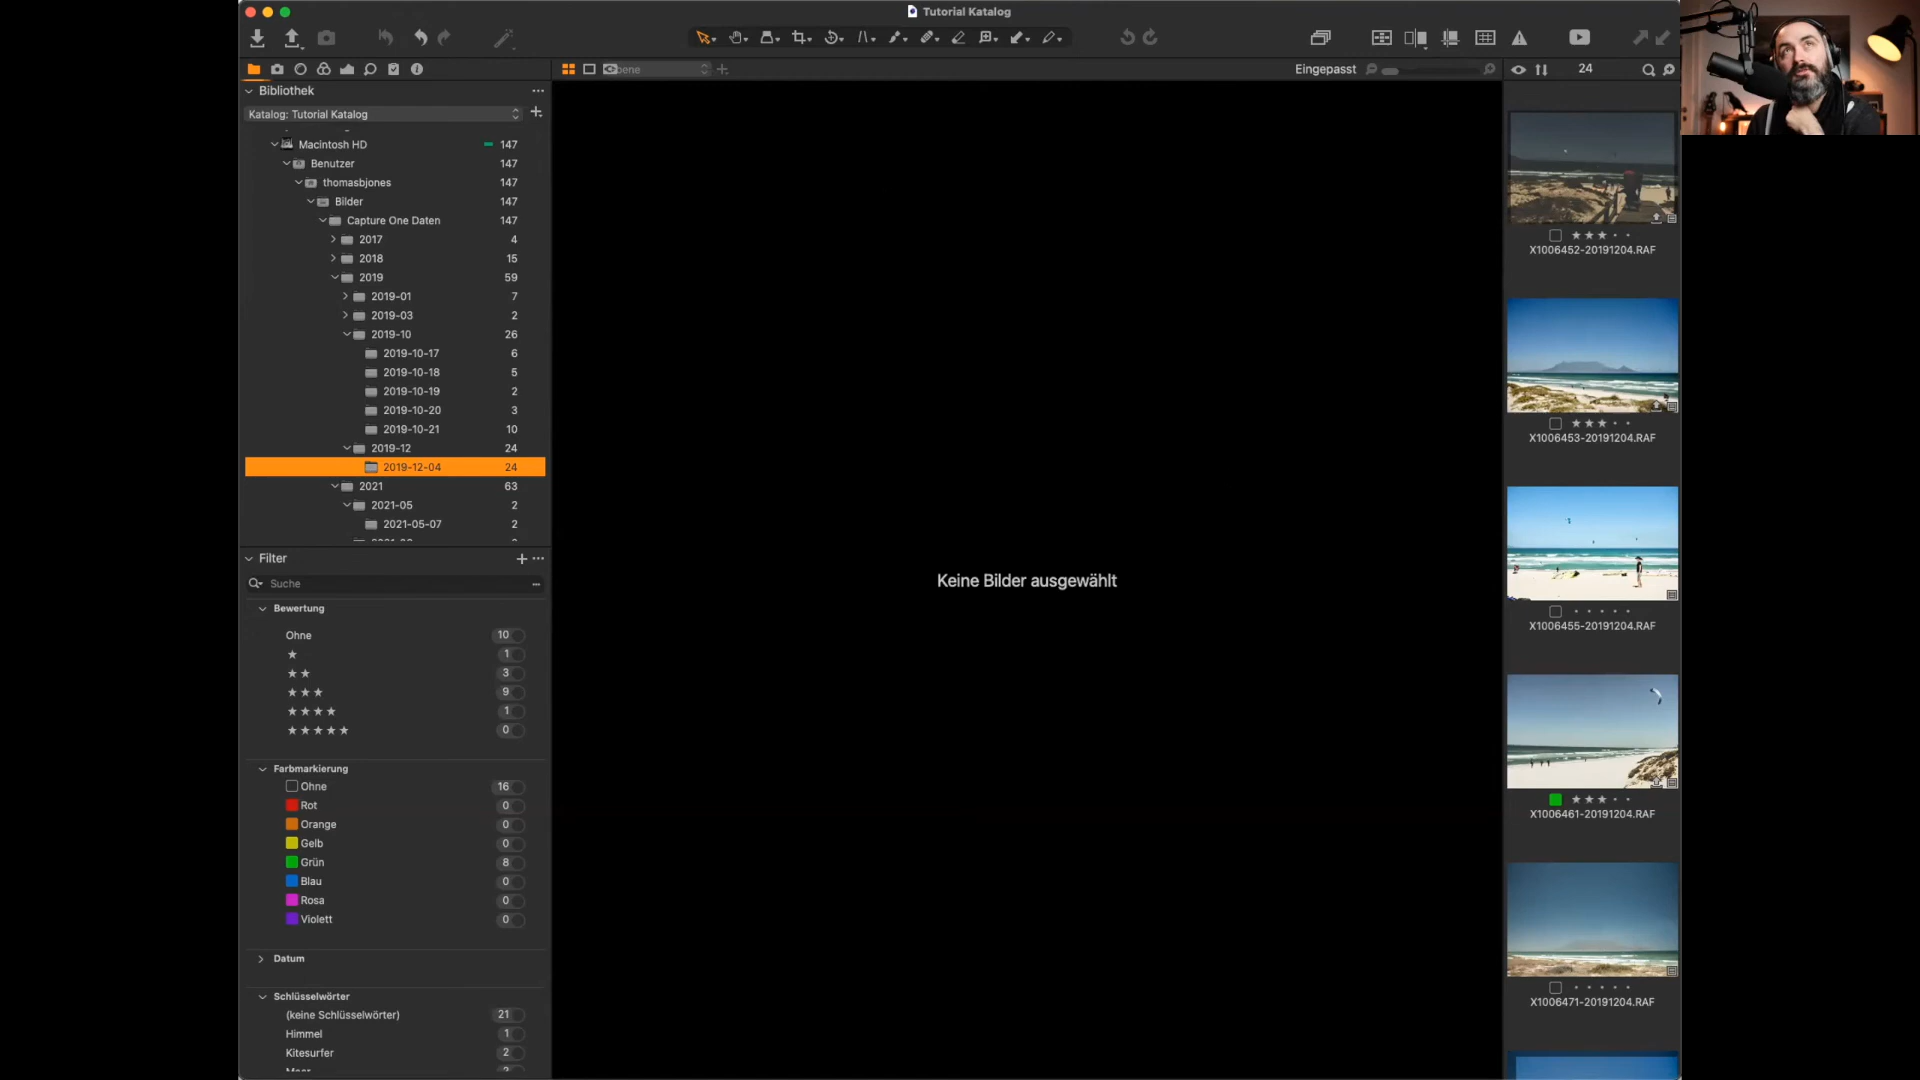 Tutorial Katalog
Eingepasst
24
Bibliothek
Katalog: Tutorial Katalog
Macintosh HD 147
Benutzer 147
thomasbjones 147
Bilder 147
Capture One Daten 147
2017 4
2018 15
2019 59
2019-01 7
2019-03 2
2019-10 26
2019-10-17 6
2019-10-18 5
2019-10-19 2
2019-10-20 3
2019-10-21 10
2019-12 24
2019-12-04 24
2021 63
2021-05 2
2021-05-07 2
Filter
Suche
Bewertung
Ohne 10
★ 1
★★ 3
★★★ 9
★★★★ 1
★★★★★ 0
Farbmarkierung
Ohne 16
Rot 0
Orange 0
Gelb 0
Grün 8
Blau 0
Rosa 0
Violett 0
Datum
Schlüsselwörter
(keine Schlüsselwörter) 21
Himmel 1
Kitesurfer 2
Keine Bilder ausgewählt
X1006452-20191204.RAF
X1006453-20191204.RAF
X1006455-20191204.RAF
X1006461-20191204.RAF
X1006471-20191204.RAF